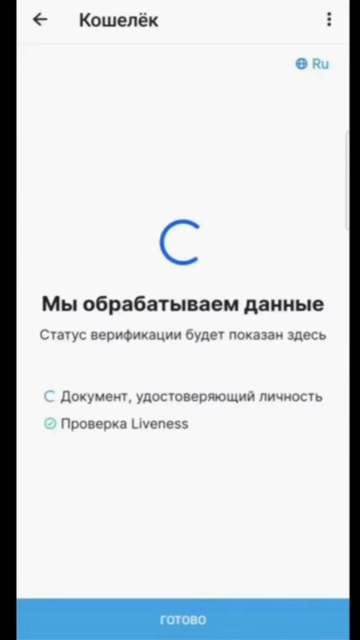 Кошелёк
Ru
Мы обрабатываем данные
Статус верификации будет показан здесь
Документ, удостоверяющий личность
Проверка Liveness
ГОТОВО